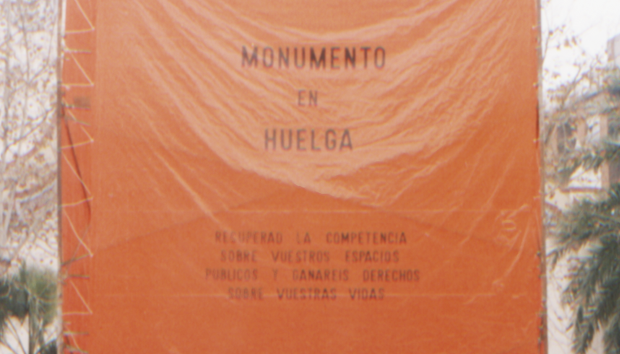 MONUMENTO
EN
HUELGA
RECUPERAD LA COMPETENCIA
SOBRE VUESTROS ESPACIOS
PUBLICOS Y GANAREIS DERECHOS
SOBRE VUESTRAS VIDAS